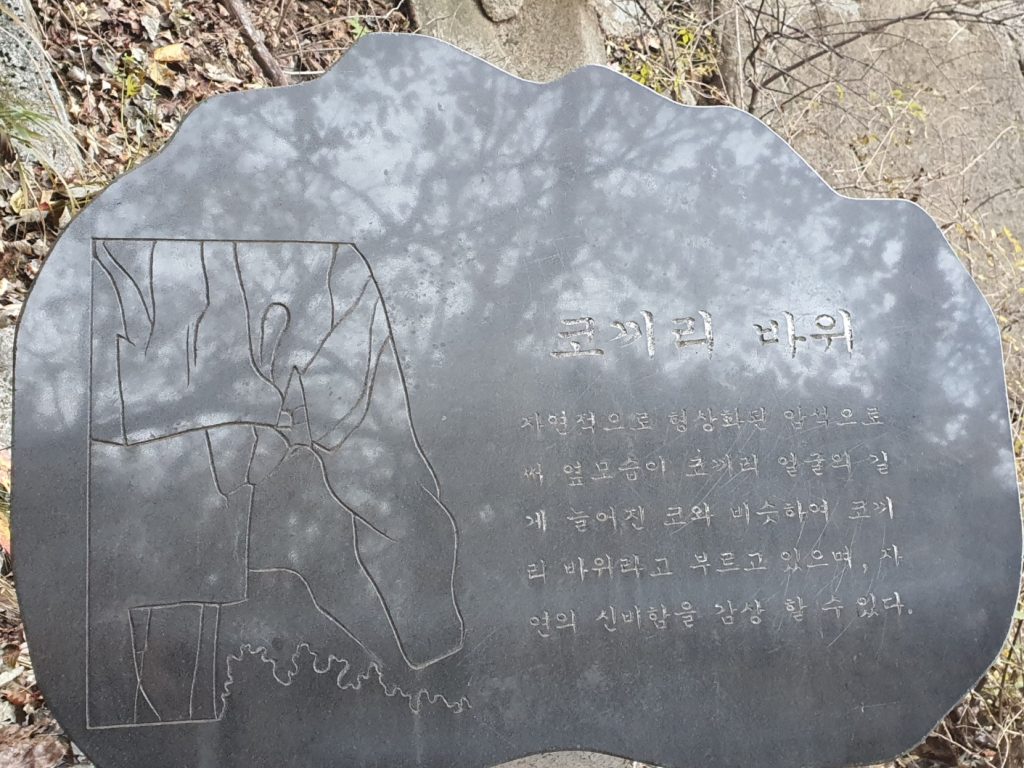 코끼리 바위
자연적으로 형상화된 암석으로
써 옆모습이 코끼리 얼굴의 길
게 늘어진 코와 비슷하여 코끼
리 바위라고 부르고 있으며, 자
연의 신비함을 감상 할 수 있다.